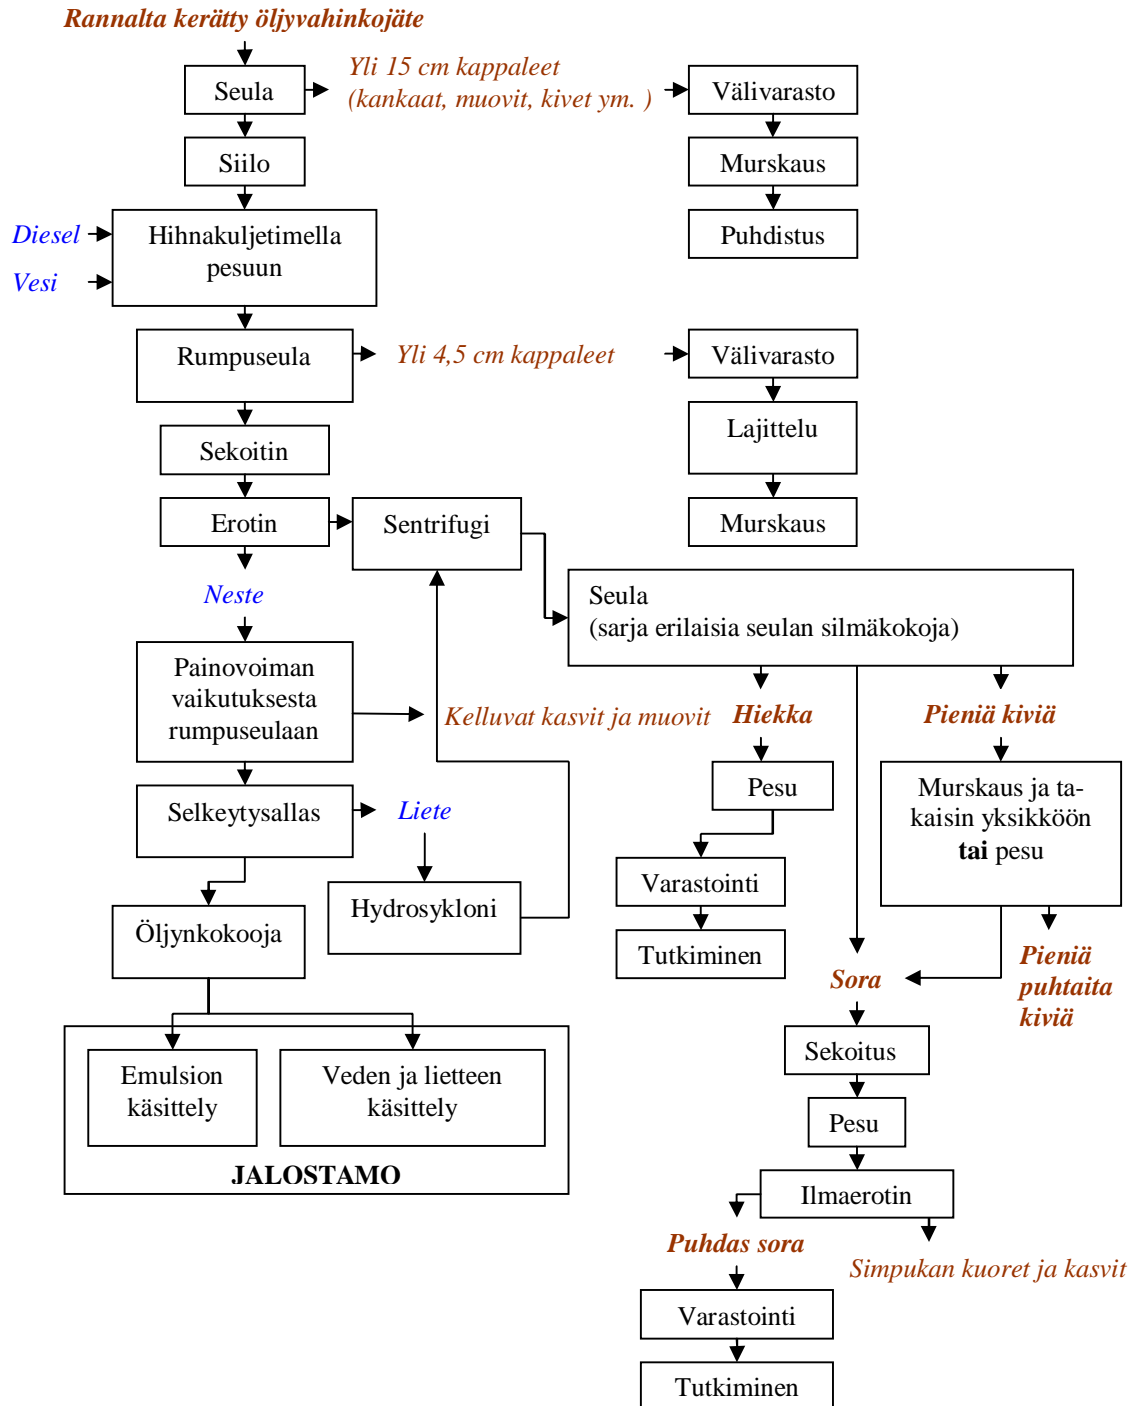 Rannalta kerätty öljyvahinkojäte
Seula
Yli 15 cm kappaleet
(kankaat, muovit, kivet ym. )
Välivarasto
Siilo
Murskaus
Puhdistus
Diesel
Vesi
Hihnakuljetimella
pesuun
Rumpuseula
Yli 4,5 cm kappaleet
Välivarasto
Lajittelu
Murskaus
Sekoitin
Erotin
Sentrifugi
Neste
Seula
(sarja erilaisia seulan silmäkokoja)
Painovoiman
vaikutuksesta
rumpuseulaan
Kelluvat kasvit ja muovit
Hiekka
Pieniä kiviä
Pesu
Murskaus ja ta-
kaisin yksikköön
tai pesu
Selkeytysallas
Liete
Varastointi
Tutkiminen
Hydrosykloni
Öljynkokooja
Sora
Pieniä
puhtaita
kiviä
Emulsion
käsittely
Veden ja lietteen
käsittely
JALOSTAMO
Sekoitus
Pesu
Ilmaerotin
Puhdas sora
Simpukan kuoret ja kasvit
Varastointi
Tutkiminen